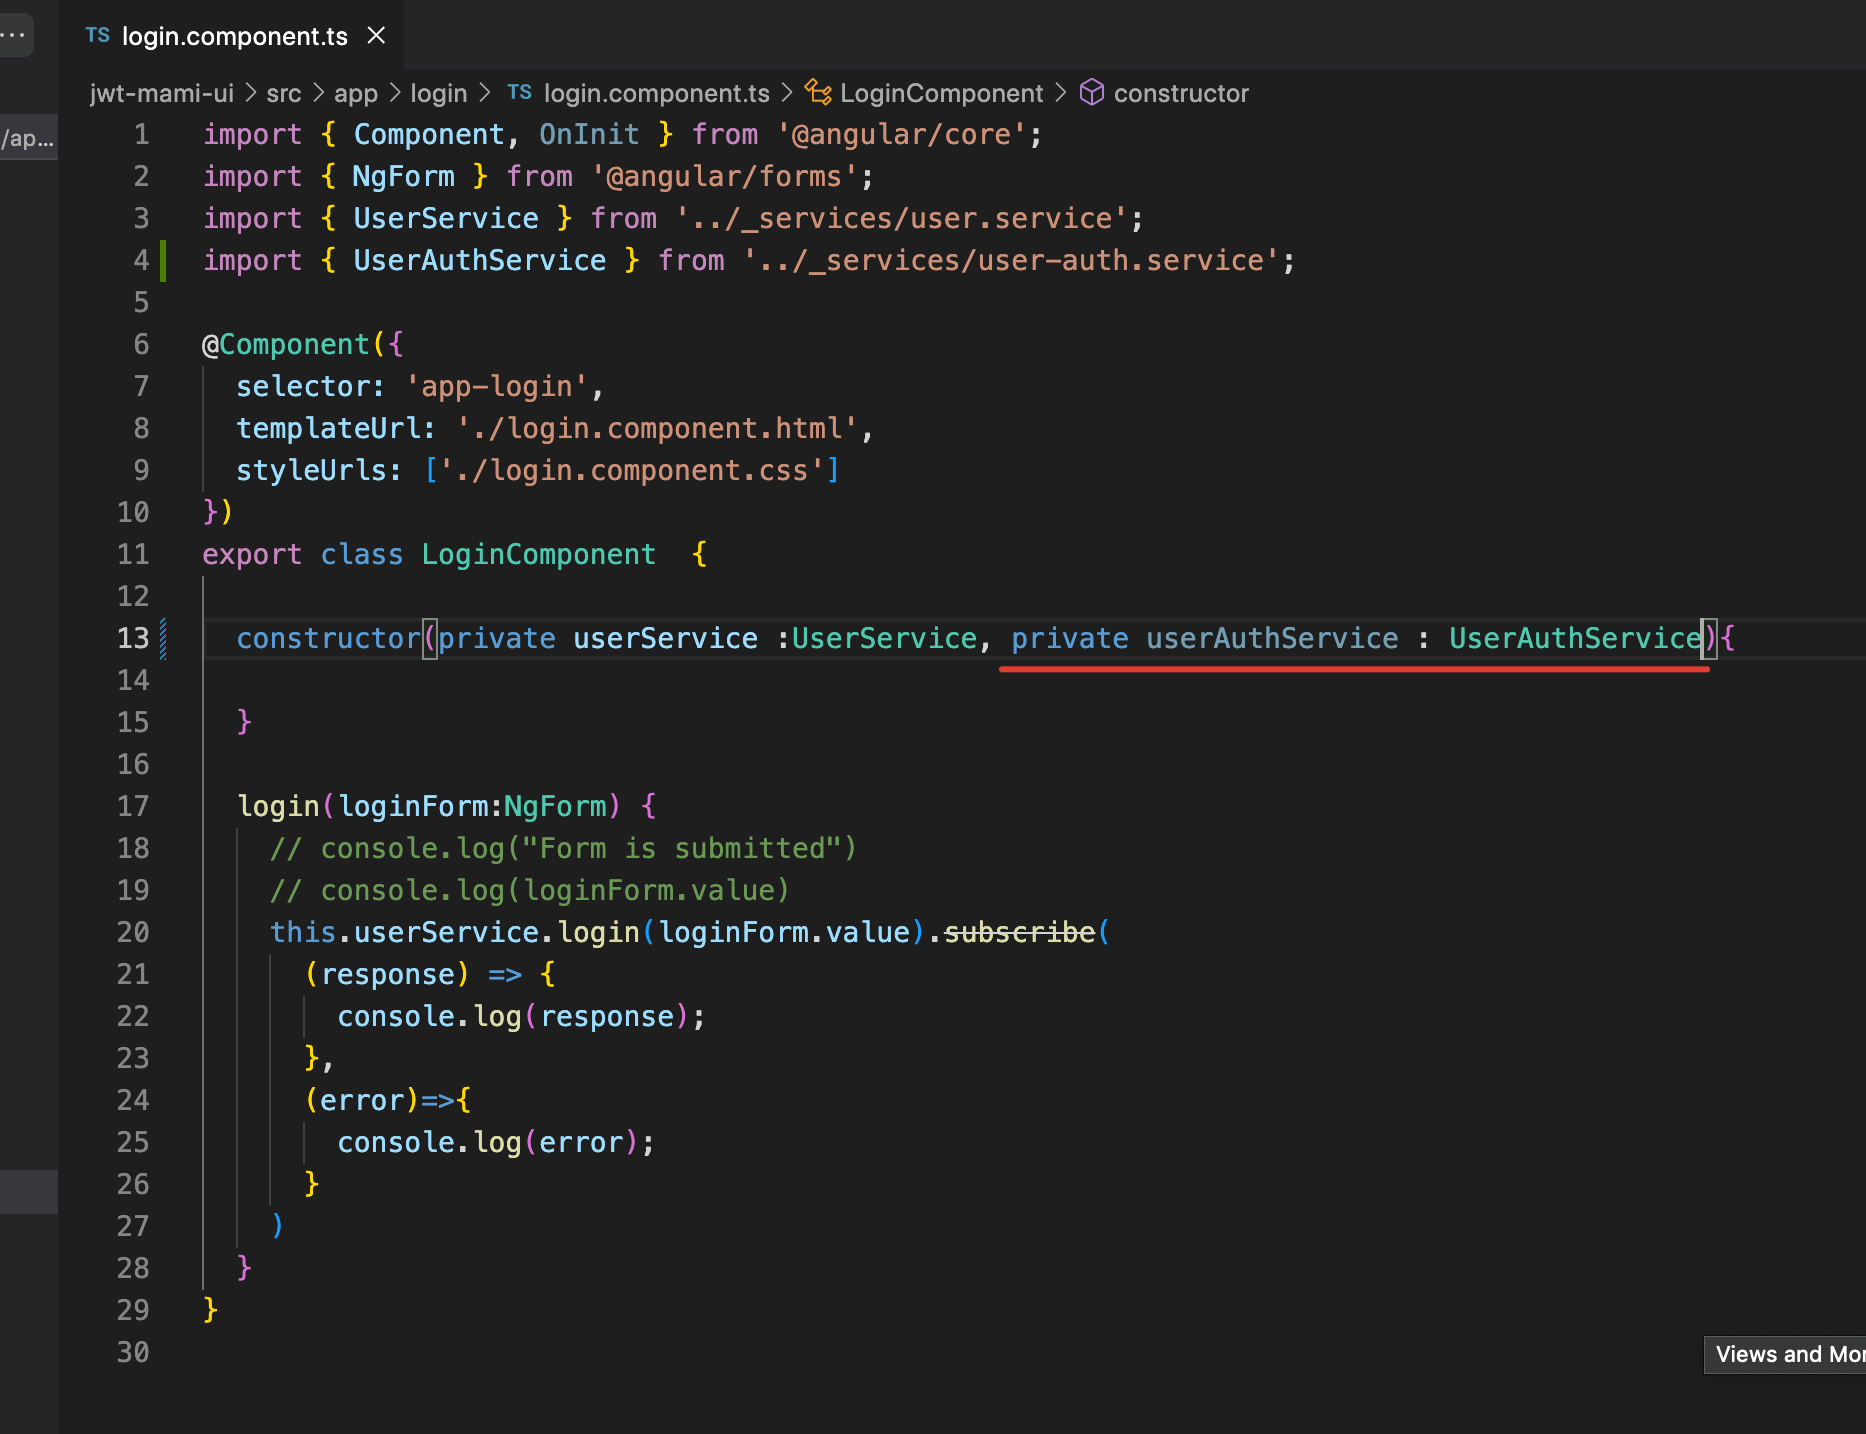 TS login.component.ts
jwt-mami-ui > src > app > login > TS login.component.ts > LoginComponent > constructor
/ap...
1 import { Component, OnInit } from '@angular/core';
2 import { NgForm } from '@angular/forms';
3 import { UserService } from '../_services/user.service';
4 import { UserAuthService } from '../_services/user-auth.service';
5
6 @Component({
7   selector: 'app-login',
8   templateUrl: './login.component.html',
9   styleUrls: ['./login.component.css']
10 })
11 export class LoginComponent  {
12
13   constructor(private userService :UserService, private userAuthService : UserAuthService){
14
15   }
16
17   login(loginForm:NgForm) {
18     // console.log("Form is submitted")
19     // console.log(loginForm.value)
20     this.userService.login(loginForm.value).subscribe(
21       (response) => {
22         console.log(response);
23       },
24       (error)=>{
25         console.log(error);
26       }
27     )
28   }
29 }
30
Views and Mor